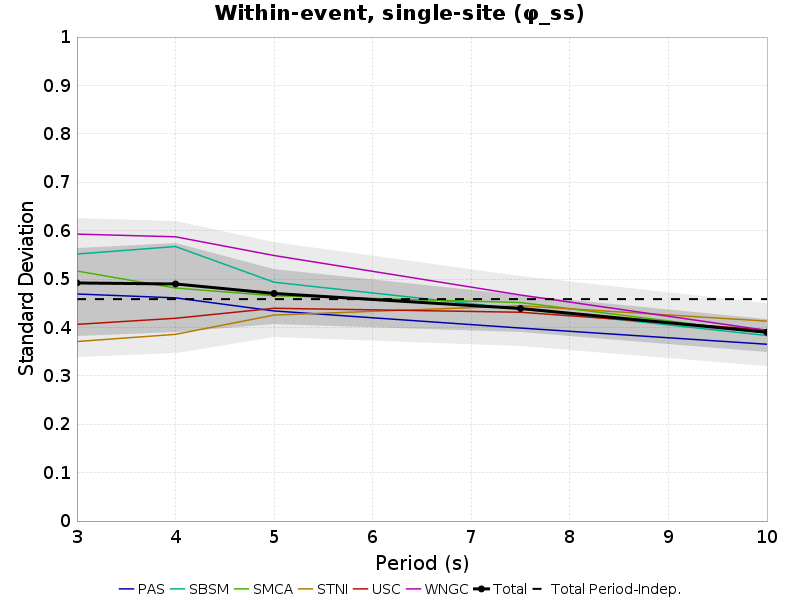 Within-event, single-site (φ_ss)
1
0.9
0.8
0.7
0.6
0.5
0.4
0.3
0.2
0.1
0
Standard Deviation
3 4 5 6 7 8 9 10
Period (s)
PAS SBSM SMCA STNI USC WNGC Total Total Period-Indep.